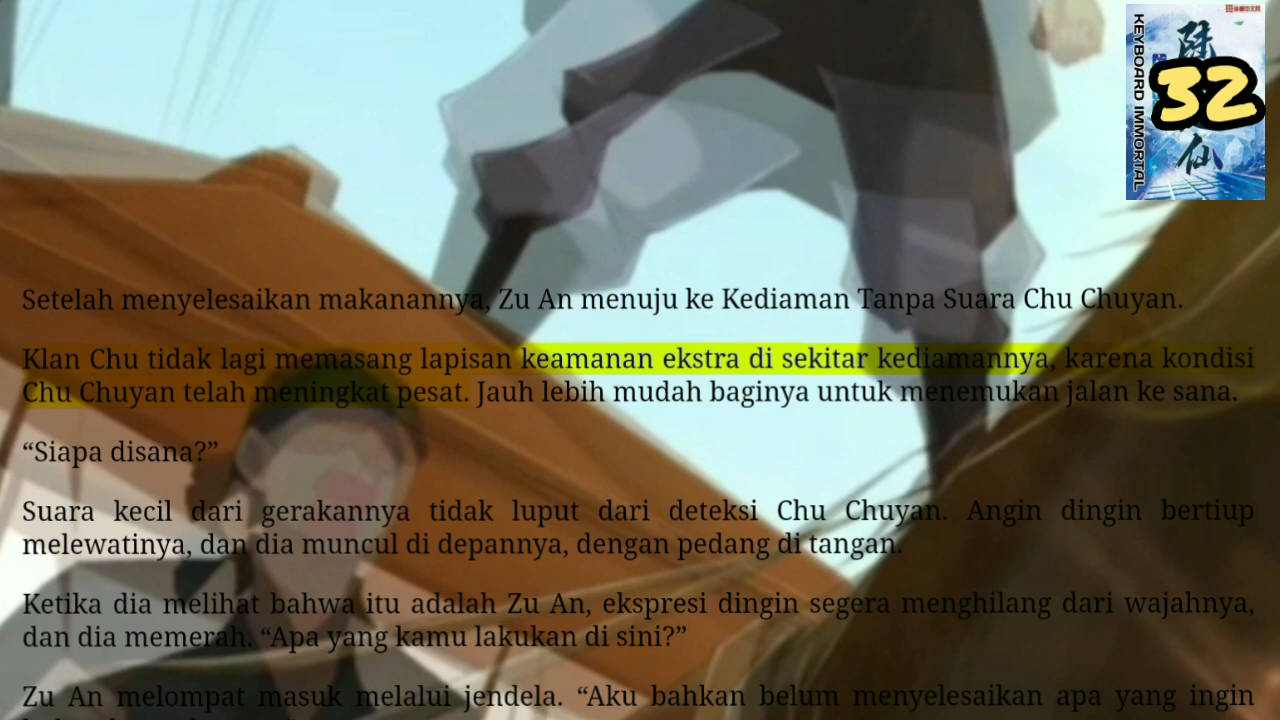 KEYBOARD IMMORTAL
32
仙
Setelah menyelesaikan makanannya, Zu An menuju ke Kediaman Tanpa Suara Chu Chuyan.
Klan Chu tidak lagi memasang lapisan keamanan ekstra di sekitar kediamannya, karena kondisi
Chu Chuyan telah meningkat pesat. Jauh lebih mudah baginya untuk menemukan jalan ke sana.
“Siapa disana?”
Suara kecil dari gerakannya tidak luput dari deteksi Chu Chuyan. Angin dingin bertiup
melewatinya, dan dia muncul di depannya, dengan pedang di tangan.
Ketika dia melihat bahwa itu adalah Zu An, ekspresi dingin segera menghilang dari wajahnya,
dan dia memerah. “Apa yang kamu lakukan di sini?”
Zu An melompat masuk melalui jendela. “Aku bahkan belum menyelesaikan apa yang ingin